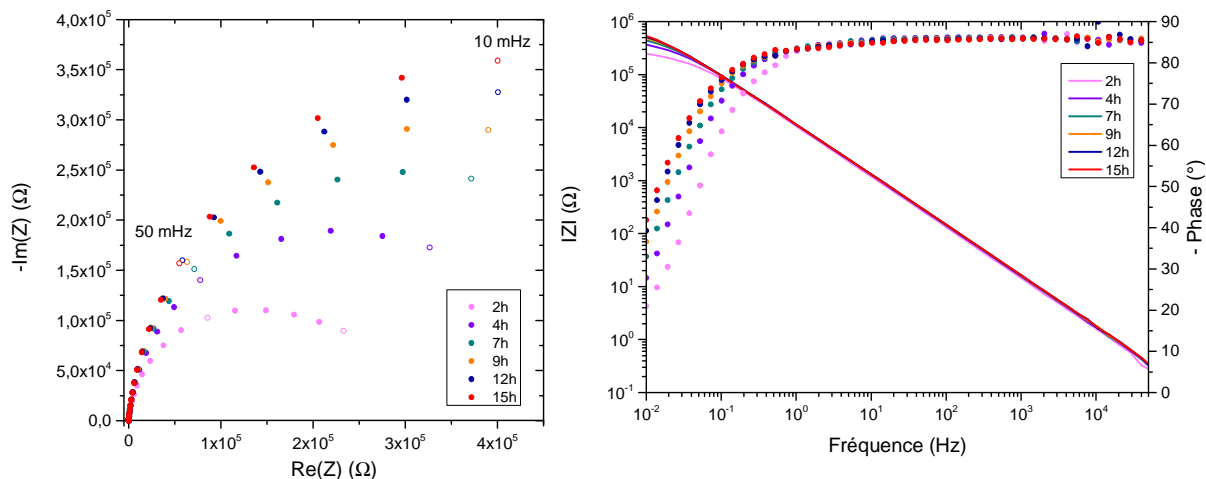 4,0x10⁵
3,5x10⁵
3,0x10⁵
2,5x10⁵
2,0x10⁵
1,5x10⁵
1,0x10⁵
5,0x10⁴
0,0
-Im(Z) (Ω)
10 mHz
50 mHz
2h
4h
7h
9h
12h
15h
0 1x10⁵ 2x10⁵ 3x10⁵ 4x10⁵
Re(Z) (Ω)
10⁶
10⁵
10⁴
10³
10²
10¹
10⁰
10⁻¹
IZI (Ω)
2h
4h
7h
9h
12h
15h
90
80
70
60
50
40
30
20
10
0
- Phase (°)
10⁻² 10⁻¹ 10⁰ 10¹ 10² 10³ 10⁴
Fréquence (Hz)